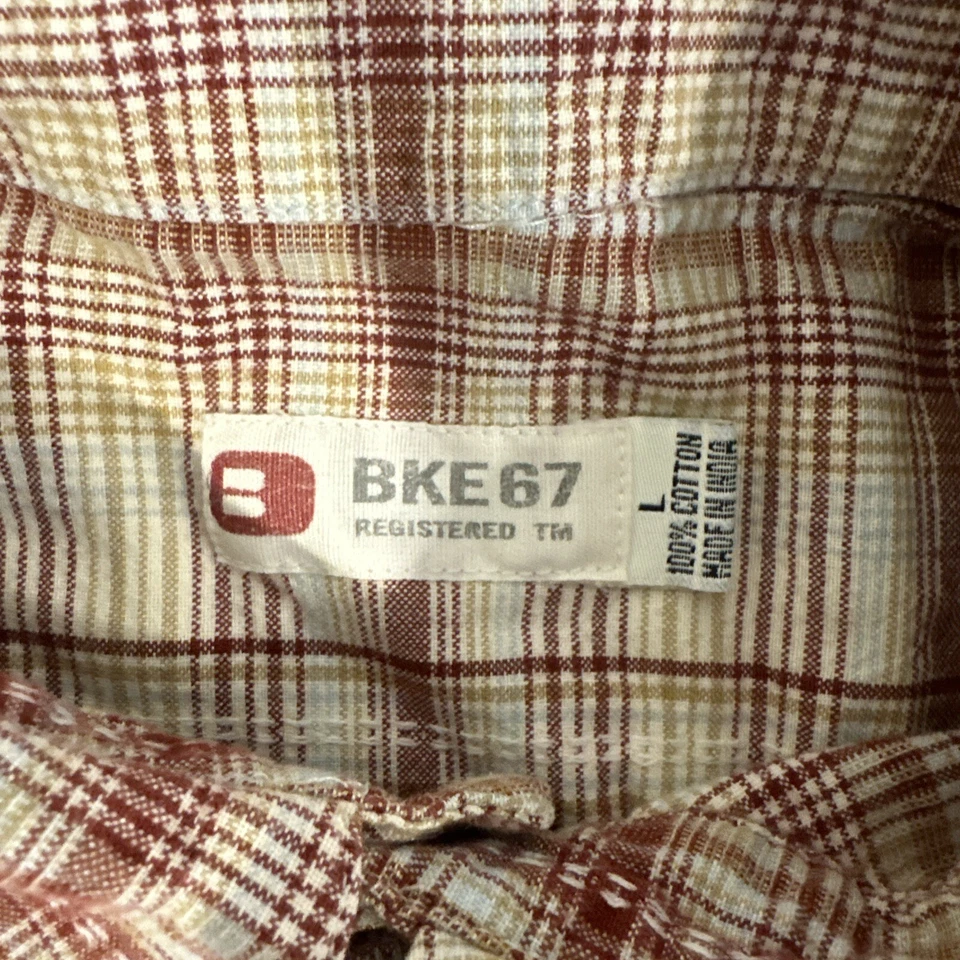 B
BKE67
REGISTERED TM
L
100% COTTON
MADE IN INDIA